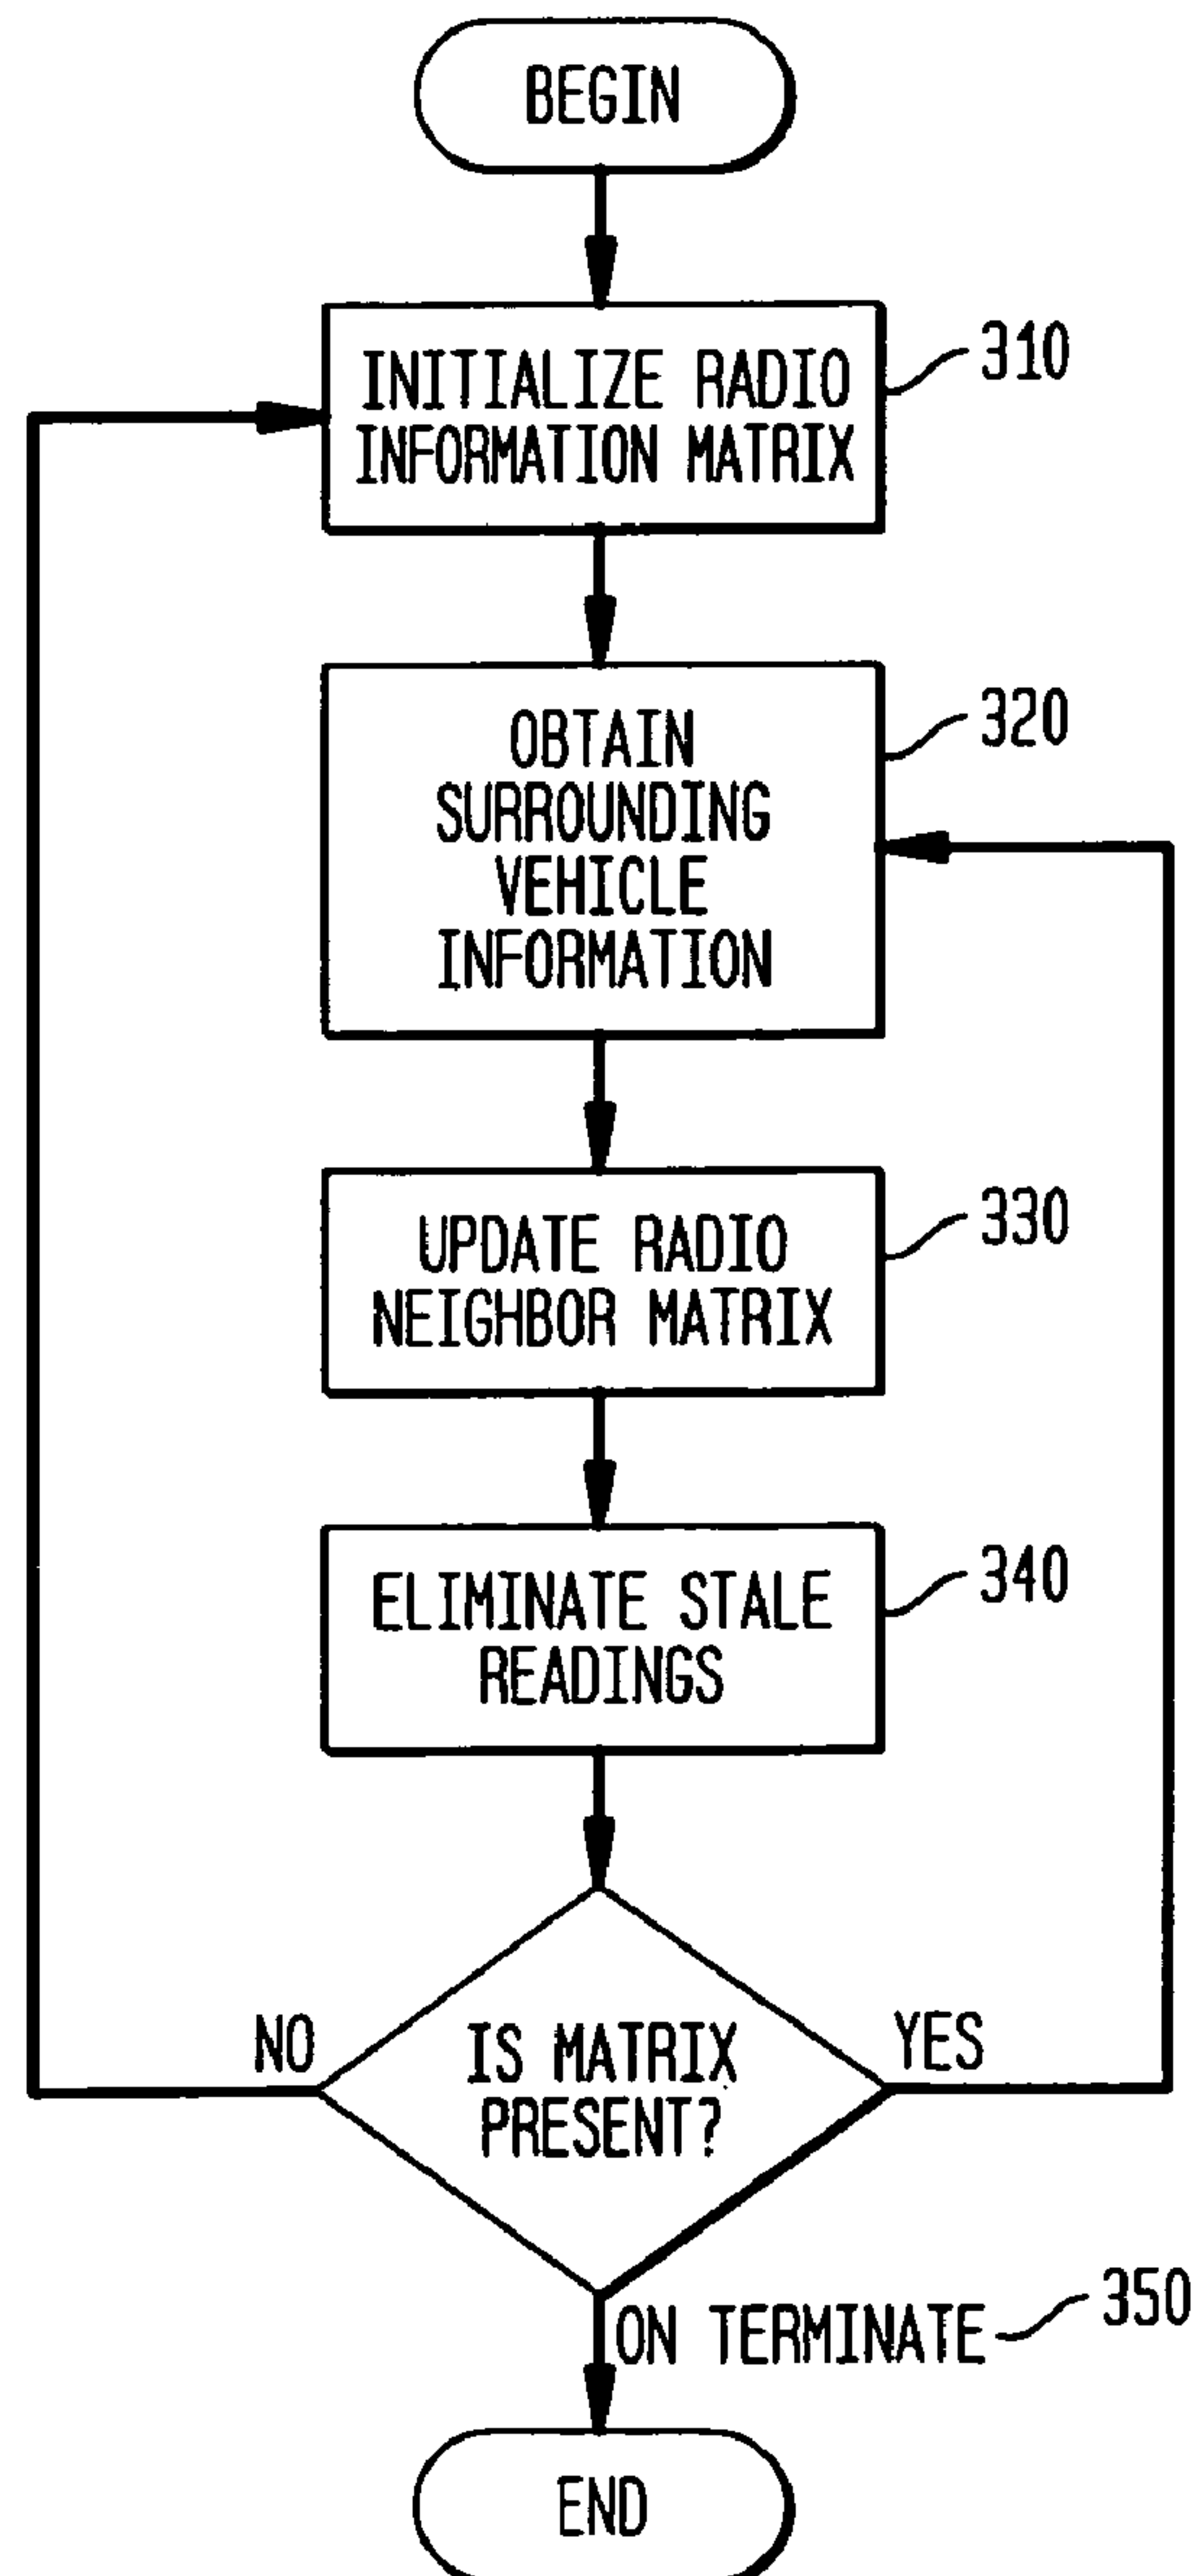 BEGIN
INITIALIZE RADIO
INFORMATION MATRIX
310
OBTAIN
SURROUNDING
VEHICLE
INFORMATION
320
UPDATE RADIO
NEIGHBOR MATRIX
330
ELIMINATE STALE
READINGS
340
NO
IS MATRIX
PRESENT?
YES
ON TERMINATE
350
END